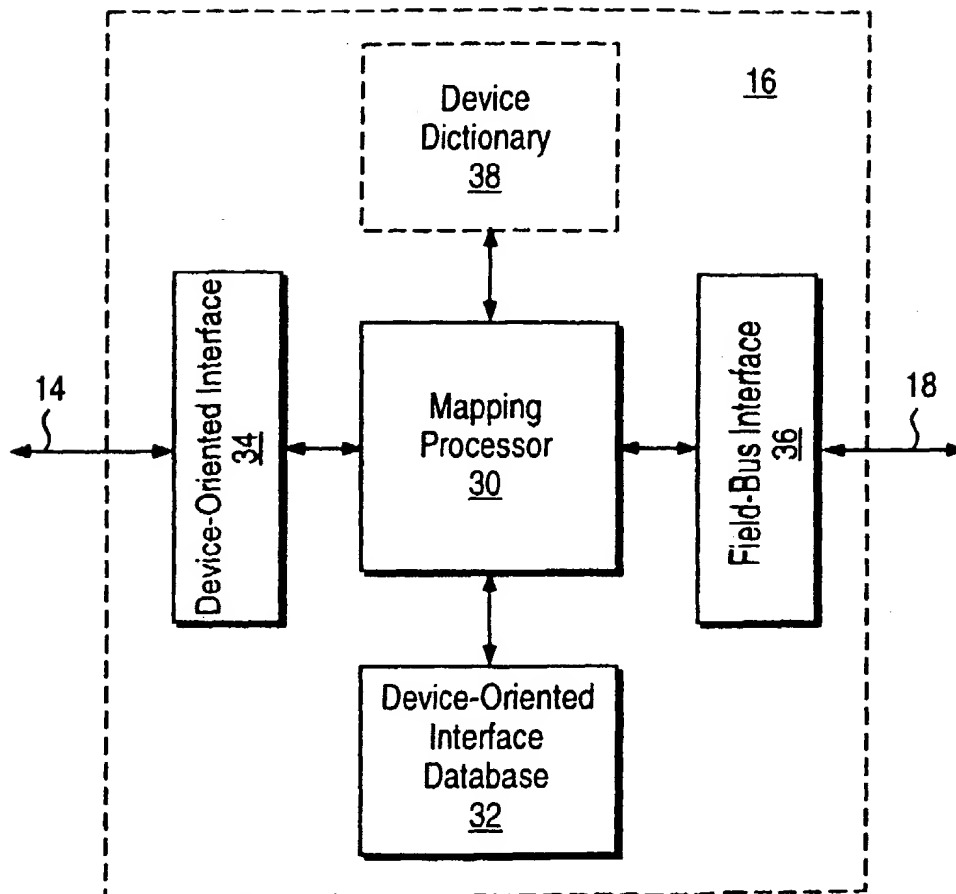 16
Device
Dictionary
38
14
Device-Oriented Interface
34
Mapping
Processor
30
Field-Bus Interface
36
18
Device-Oriented
Interface
Database
32